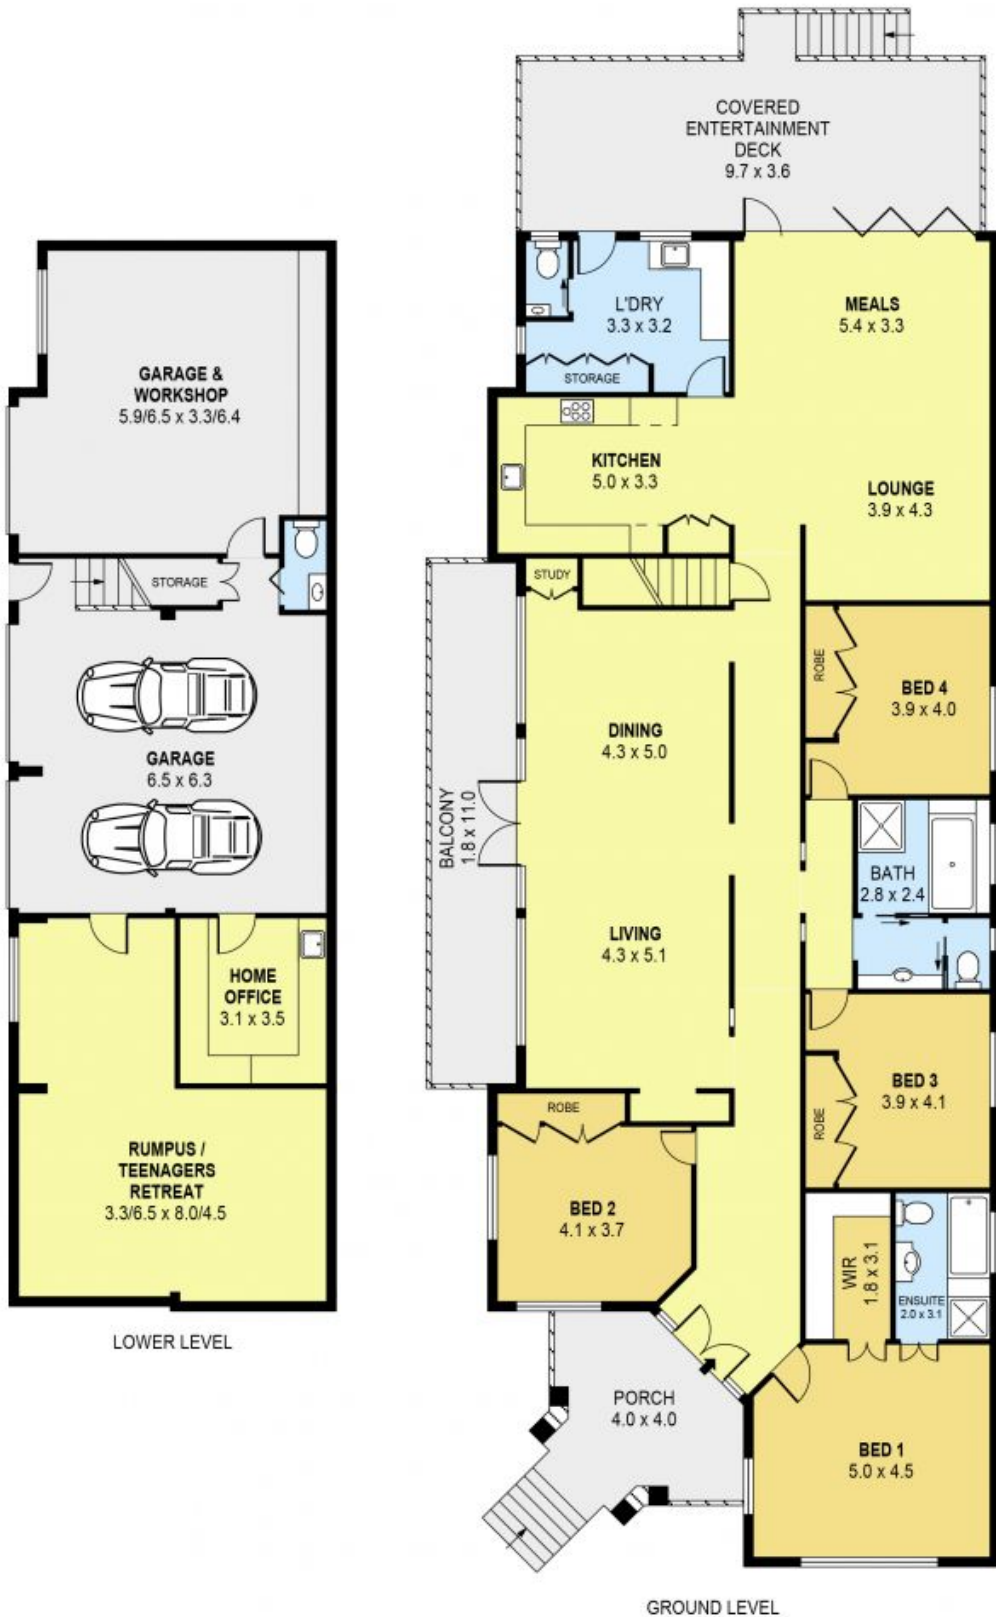 GARAGE &
WORKSHOP
5.9/6.5 x 3.3/6.4
STORAGE
GARAGE
6.5 x 6.3
HOME
OFFICE
3.1 x 3.5
RUMPUS /
TEENAGERS
RETREAT
3.3/6.5 x 8.0/4.5
LOWER LEVEL
COVERED
ENTERTAINMENT
DECK
9.7 x 3.6
L'DRY
3.3 x 3.2
STORAGE
MEALS
5.4 x 3.3
KITCHEN
5.0 x 3.3
LOUNGE
3.9 x 4.3
STUDY
ROBE
BED 4
3.9 x 4.0
DINING
4.3 x 5.0
BALCONY
1.8 x 11.0
BATH
2.8 x 2.4
LIVING
4.3 x 5.1
BED 3
3.9 x 4.1
ROBE
ROBE
BED 2
4.1 x 3.7
WIR
1.8 x 3.1
ENSUITE
2.0 x 3.1
PORCH
4.0 x 4.0
BED 1
5.0 x 4.5
GROUND LEVEL